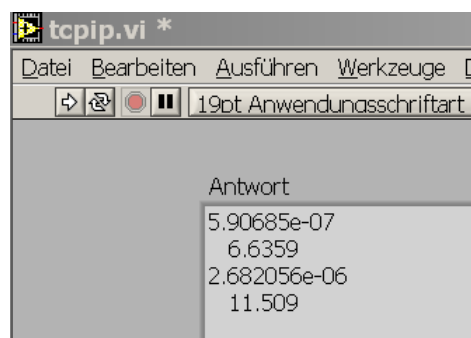 tcpip.vi *
Datei Bearbeiten Ausführen Werkzeuge
19pt Anwendungsschriftart
Antwort
5.90685e-07
6.6359
2.682056e-06
11.509